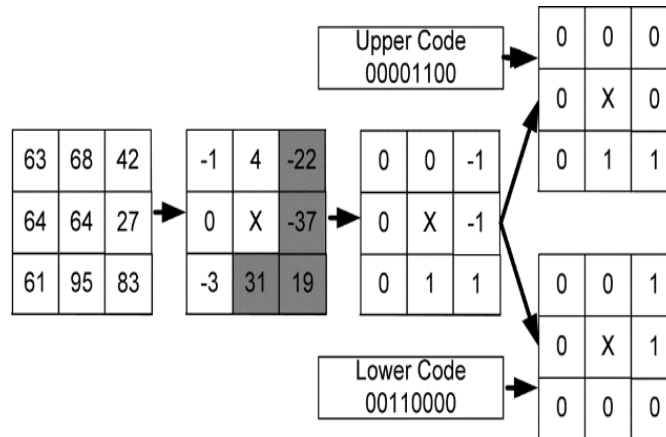 Upper Code
00001100
0 0 0
0 X 0
0 1 1
63 68 42
64 64 27
61 95 83
-1 4 -22
0 X -37
-3 31 19
0 0 -1
0 X -1
0 1 1
0 0 1
0 X 1
0 0 0
Lower Code
00110000